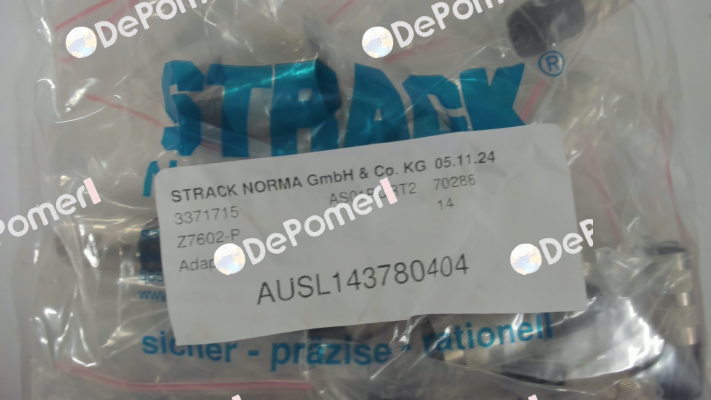 STRACK®
STRACK NORMA GmbH & Co. KG 05.11.24
3371715 70286
Z7602-P 14
AUSL143780404
sicher - präzise - rationell
DePomeri
DePomeri
DePomeri
DePomeri
DePomeri